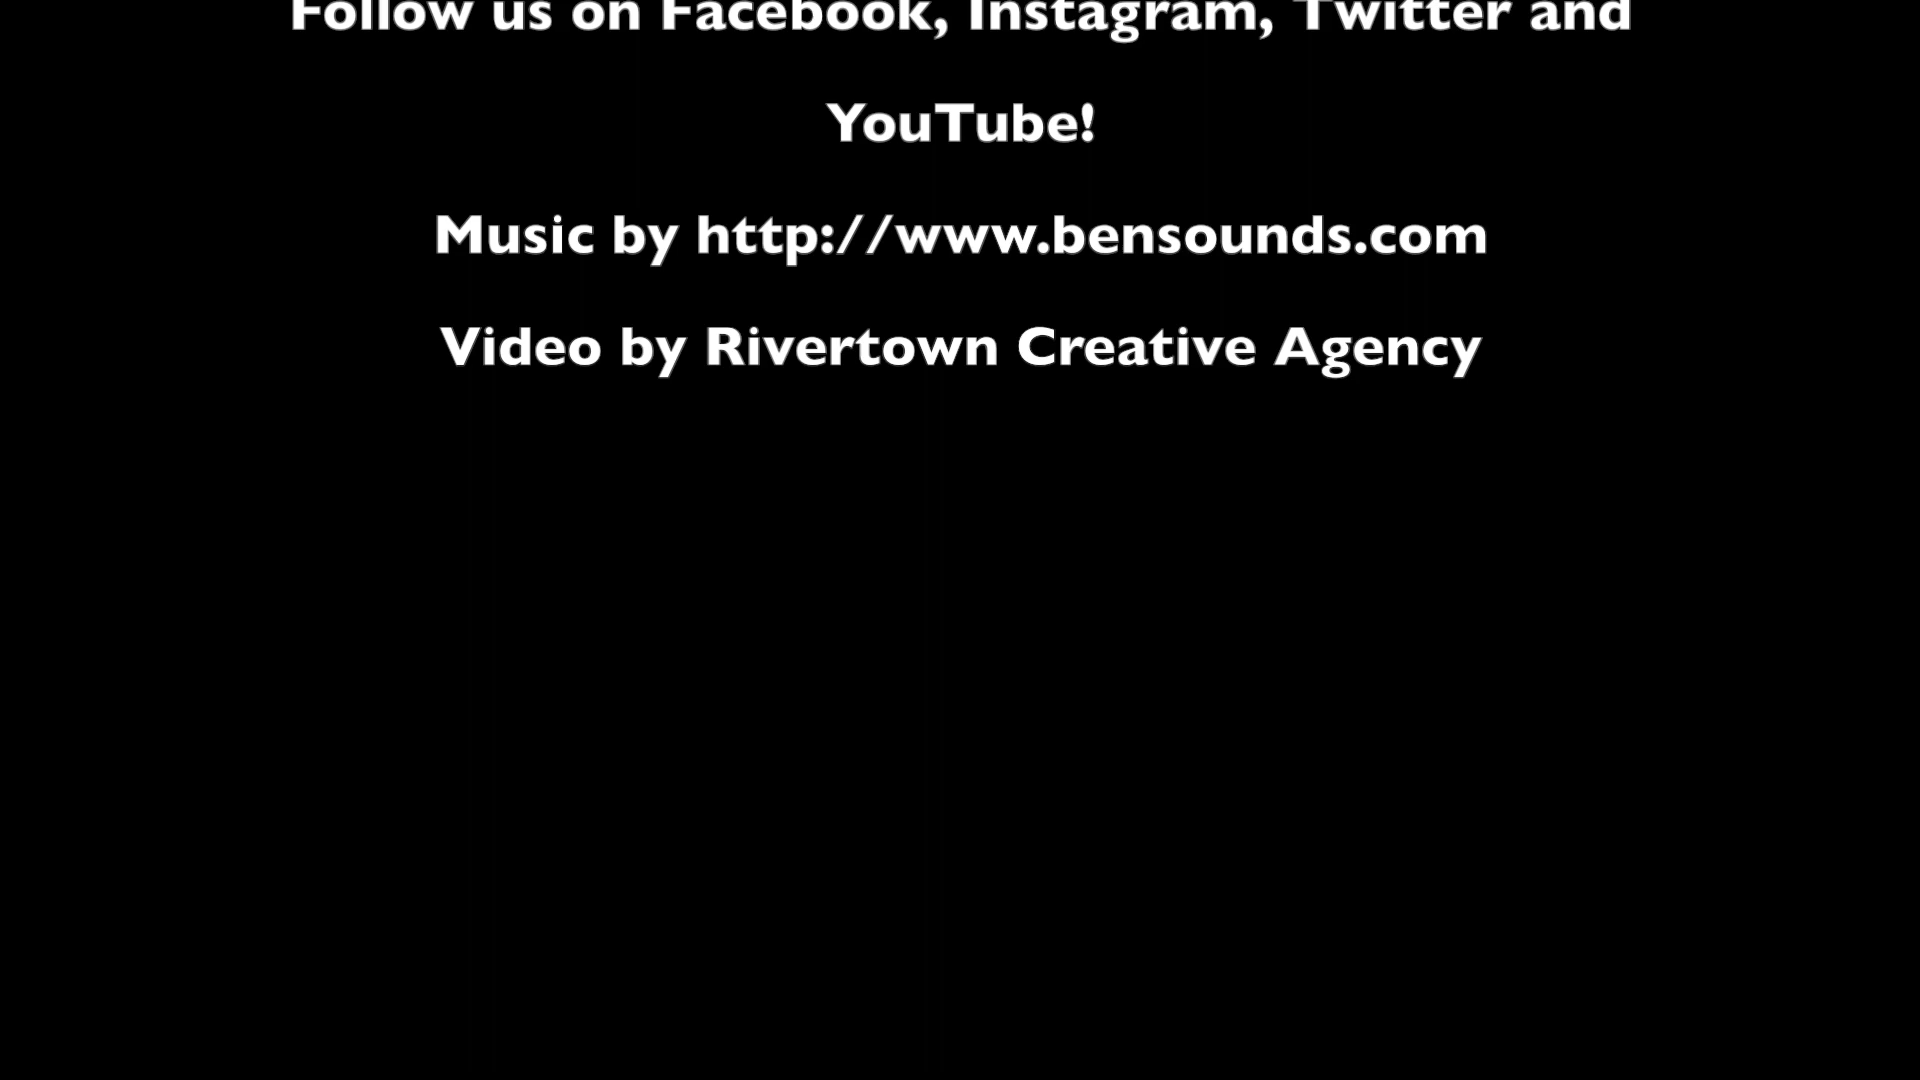 Follow us on Facebook, Instagram, Twitter and
YouTube!
Music by http://www.bensounds.com
Video by Rivertown Creative Agency